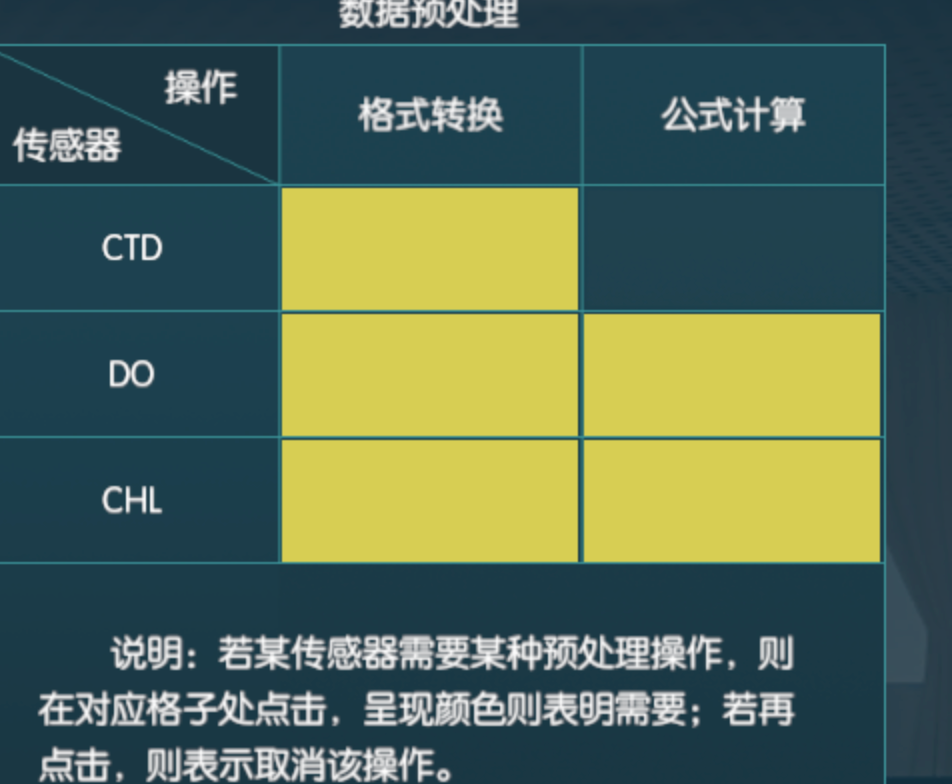 数据预处理
操作
传感器
格式转换
公式计算
CTD
DO
CHL
说明：若某传感器需要某种预处理操作，则
在对应格子处点击，呈现颜色则表明需要；若再
点击，则表示取消该操作。